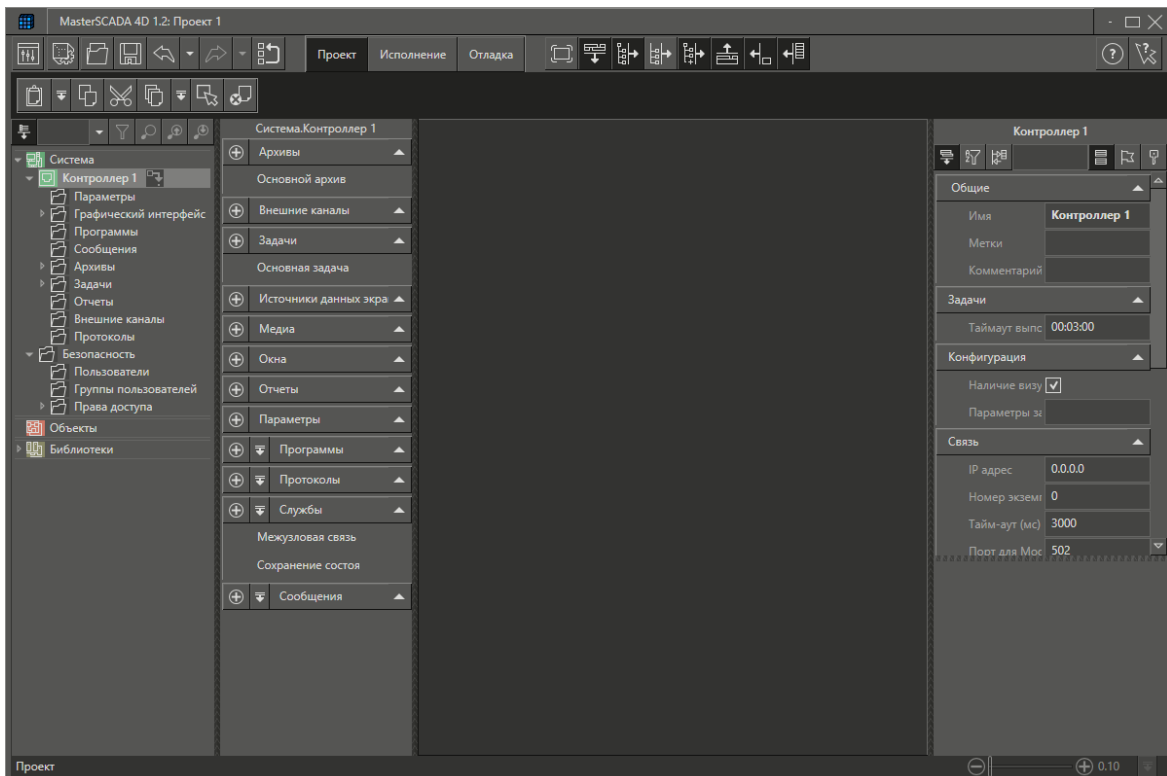 MasterSCADA 4D 1.2: Проект 1
Проект
Исполнение
Отладка
Система
Контроллер 1
Параметры
Графический интерфейс
Программы
Сообщения
Архивы
Задачи
Отчеты
Внешние каналы
Протоколы
Безопасность
Пользователи
Группы пользователей
Права доступа
Объекты
Библиотеки
Система.Контроллер 1
Архивы
Основной архив
Внешние каналы
Задачи
Основная задача
Источники данных экра
Медиа
Окна
Отчеты
Параметры
Программы
Протоколы
Службы
Межузловая связь
Сохранение состоя
Сообщения
Контроллер 1
Общие
Имя Контроллер 1
Метки
Комментарий
Задачи
Таймаут выпс 00:03:00
Конфигурация
Наличие визу
Параметры за
Связь
IP адрес 0.0.0.0
Номер экземг 0
Тайм-аут (мс) 3000
Порт для Мос 502
Проект
0.10